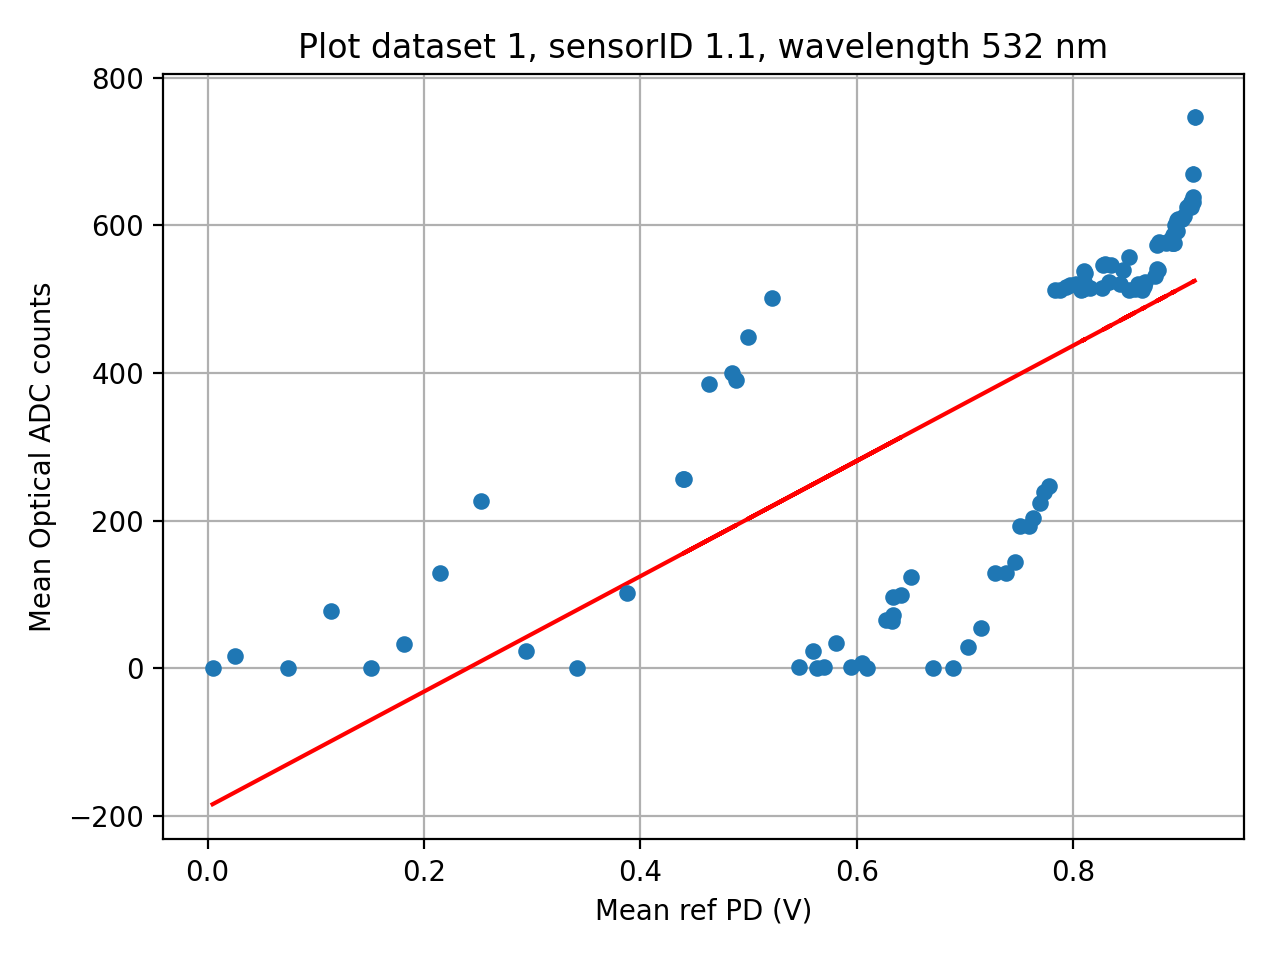 Plot dataset 1, sensorID 1.1, wavelength 532 nm
800
600
400
200
0
−200
Mean Optical ADC counts
0.0 0.2 0.4 0.6 0.8
Mean ref PD (V)